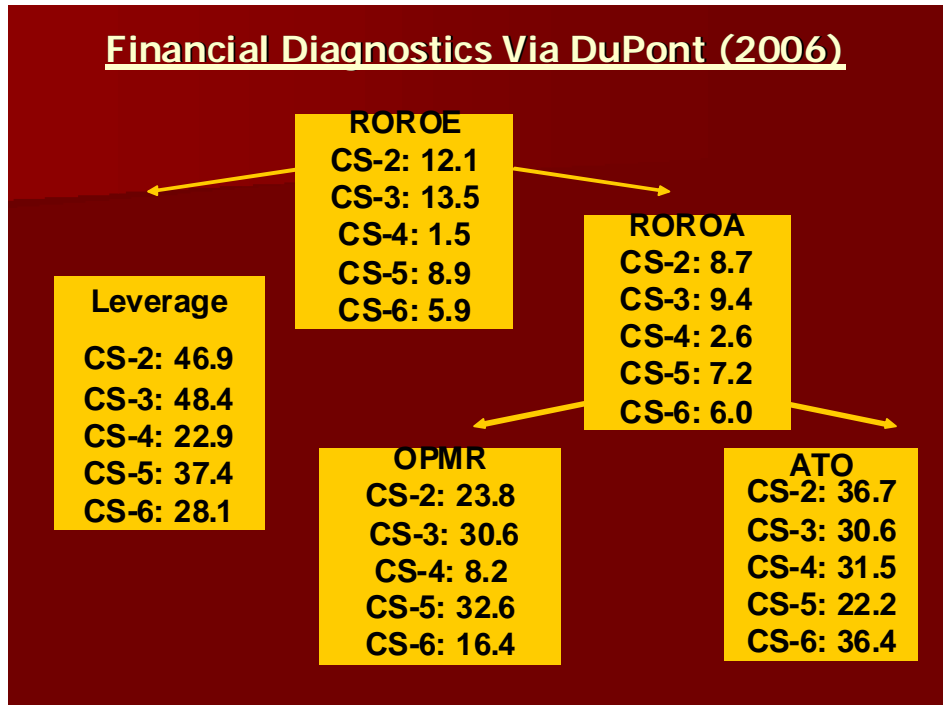 Financial Diagnostics Via DuPont (2006)
ROROE
CS-2: 12.1
CS-3: 13.5
CS-4: 1.5
CS-5: 8.9
CS-6: 5.9
ROROA
CS-2: 8.7
CS-3: 9.4
CS-4: 2.6
CS-5: 7.2
CS-6: 6.0
Leverage
CS-2: 46.9
CS-3: 48.4
CS-4: 22.9
CS-5: 37.4
CS-6: 28.1
OPMR
CS-2: 23.8
CS-3: 30.6
CS-4: 8.2
CS-5: 32.6
CS-6: 16.4
ATO
CS-2: 36.7
CS-3: 30.6
CS-4: 31.5
CS-5: 22.2
CS-6: 36.4